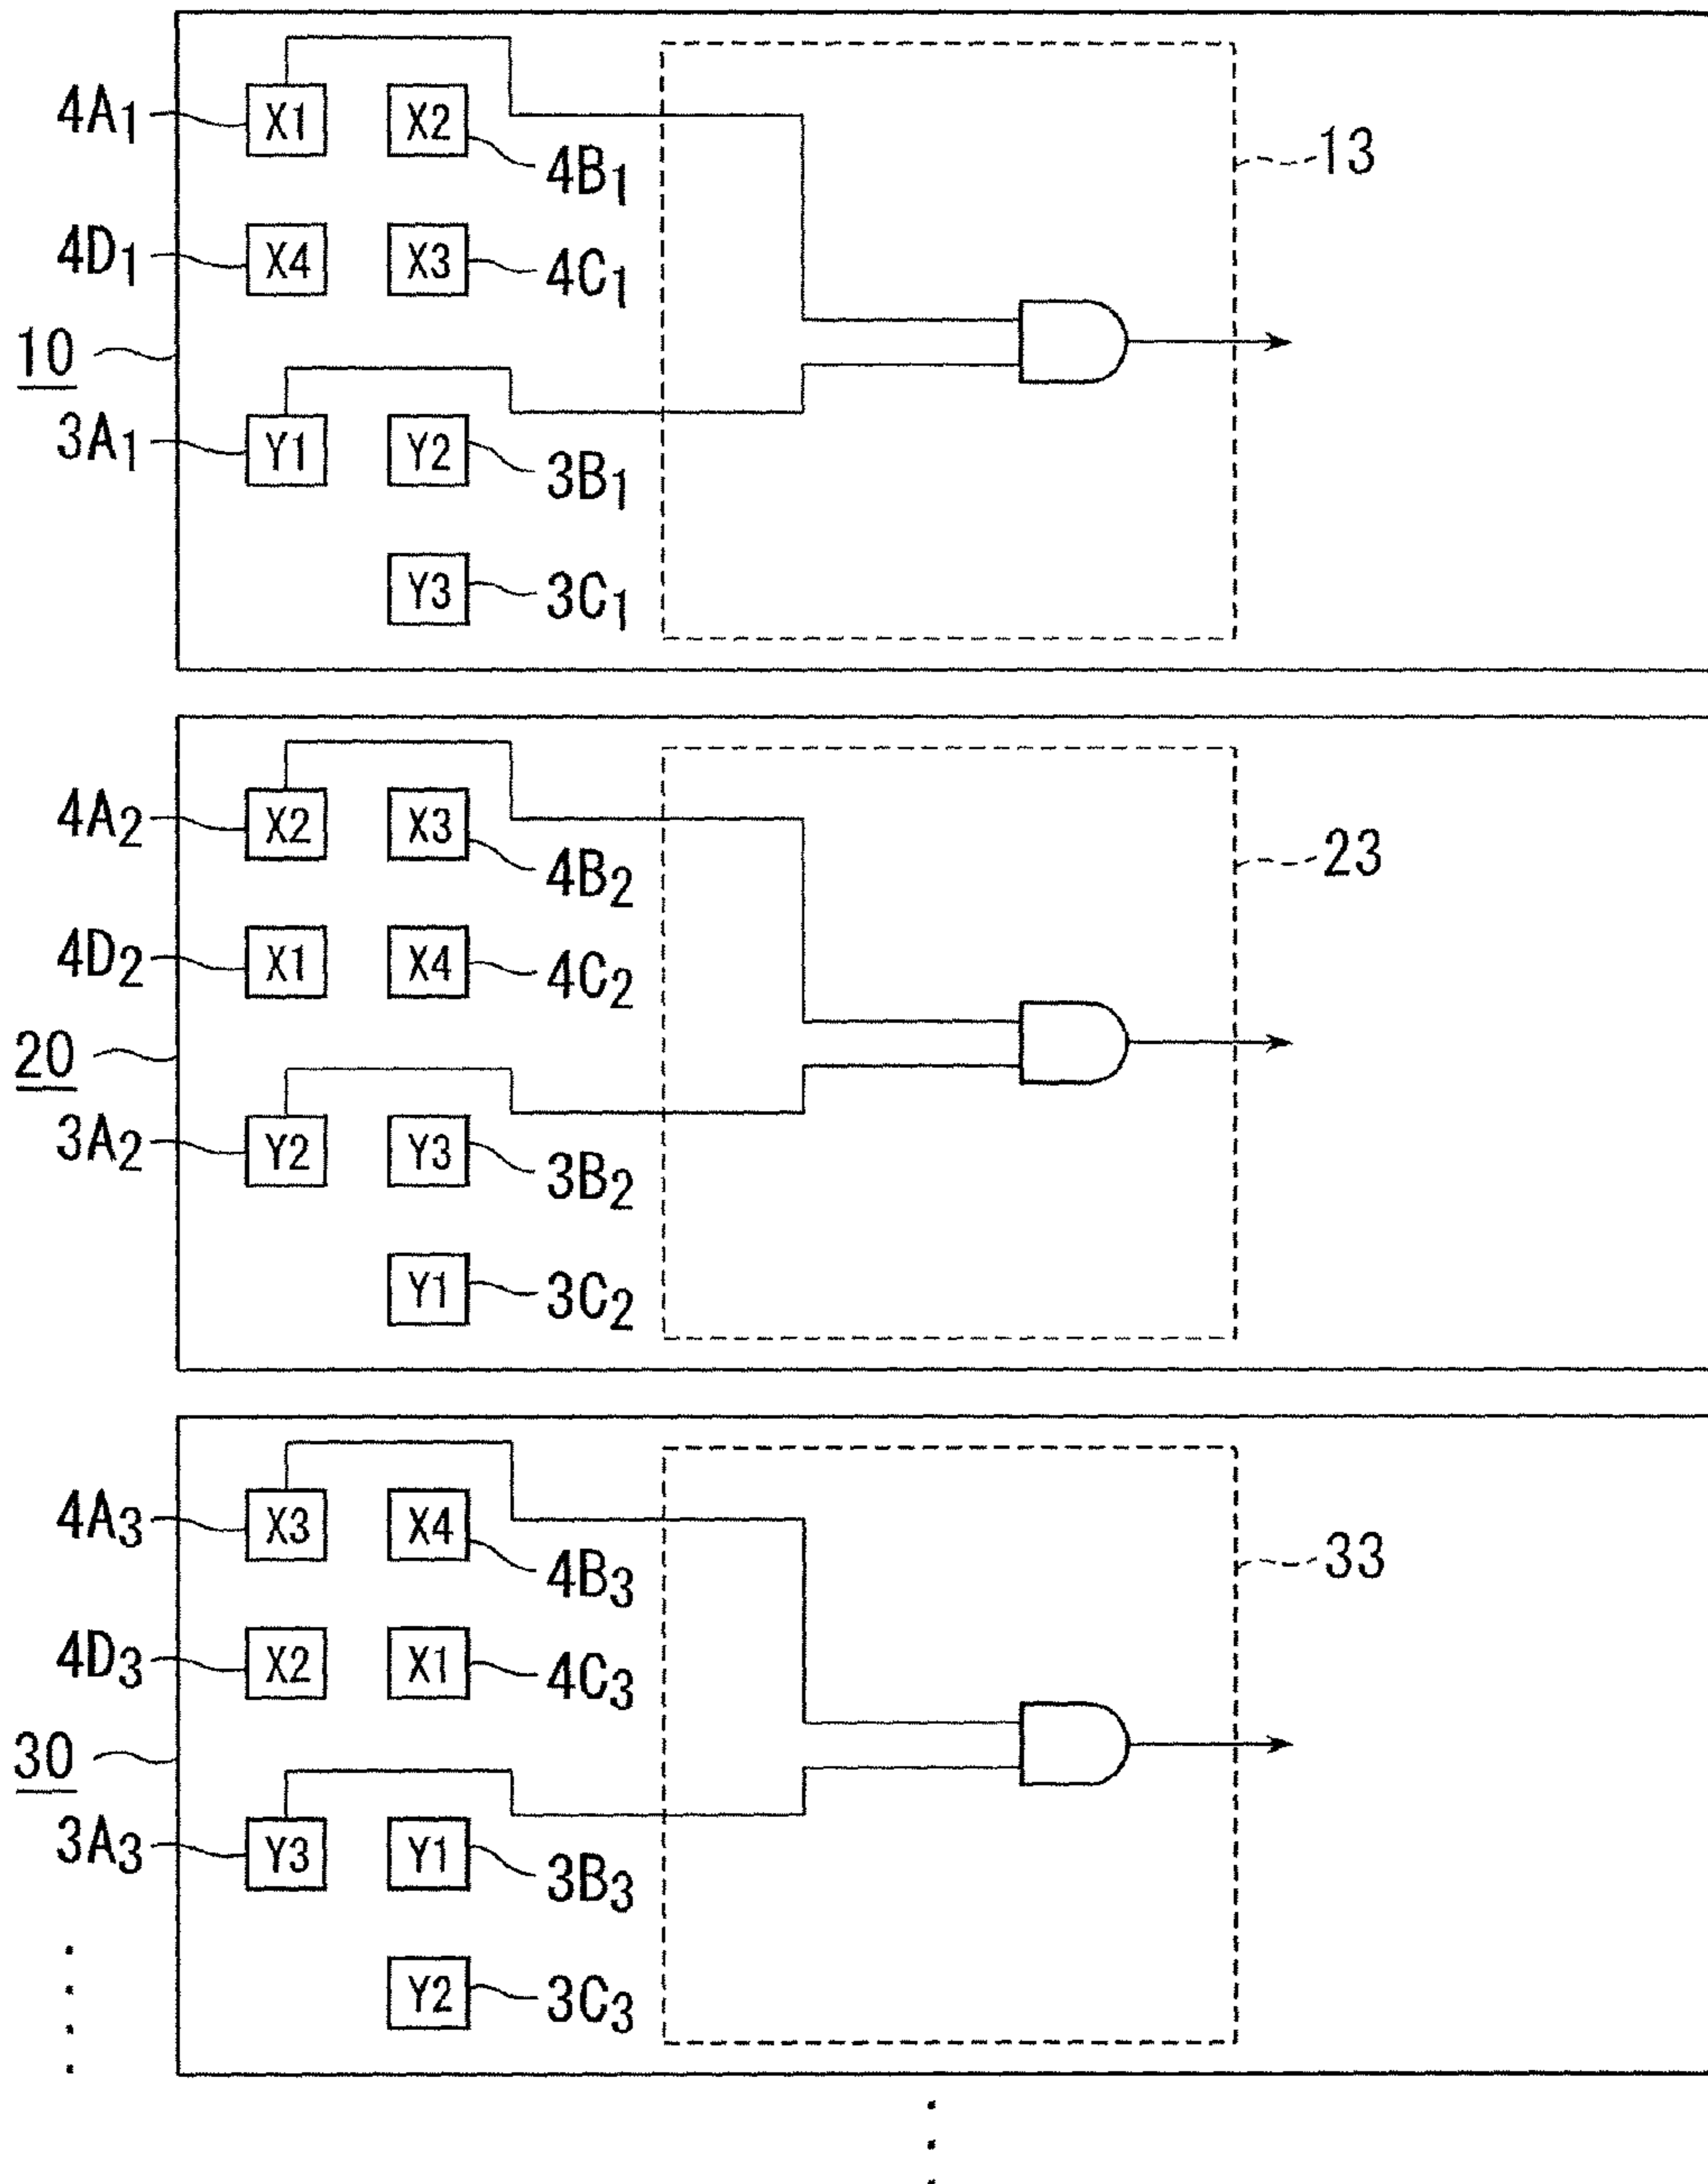 4A1 X1 X2 4B1 13
4D1 X4 X3 4C1
10
3A1 Y1 Y2 3B1
Y3 3C1
4A2 X2 X3 4B2 23
4D2 X1 X4 4C2
20
3A2 Y2 Y3 3B2
Y1 3C2
4A3 X3 X4 4B3 33
4D3 X2 X1 4C3
30
3A3 Y3 Y1 3B3
Y2 3C3